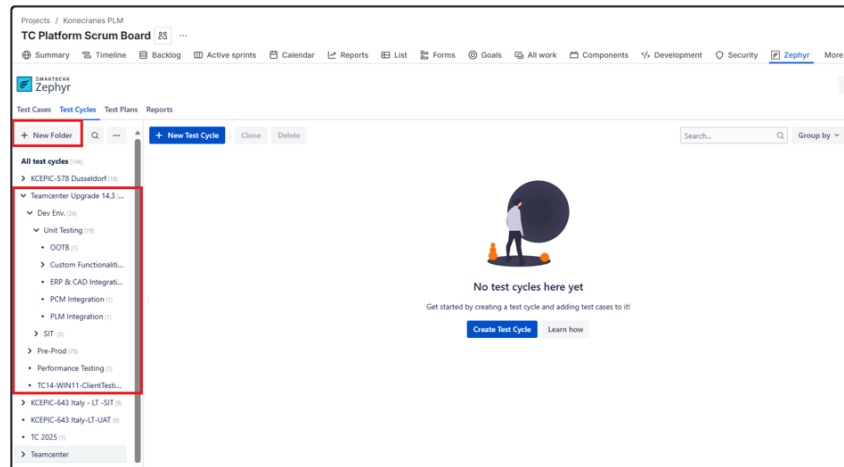 Projects / Konecranes PLM
TC Platform Scrum Board ...
Summary Timeline Backlog Active sprints Calendar Reports List Forms Goals All work Components Development Security Zephyr More
SMARTBEAR
Zephyr
Test Cases Test Cycles Test Plans Reports
+ New Folder ... + New Test Cycle Clone Delete Search... Group by
All test cycles (146)
KCEPIC-578 Dusseldorf (18)
Teamcenter Upgrade 14.3 (...
Dev Env. (24)
Unit Testing (19)
• OOTB (1)
Custom Functionaliti...
• ERP & CAD Integrati...
• PCM Integration (1)
• PLM Integration (1)
SIT (5)
Pre-Prod (79)
• Performance Testing (1)
• TC14-WIN11-ClientTesti...
KCEPIC-643 Italy - LT -SIT (9)
• KCEPIC-643 Italy-LT-UAT (9)
• TC 2025 (1)
Teamcenter
No test cycles here yet
Get started by creating a test cycle and adding test cases to it!
Create Test Cycle Learn how